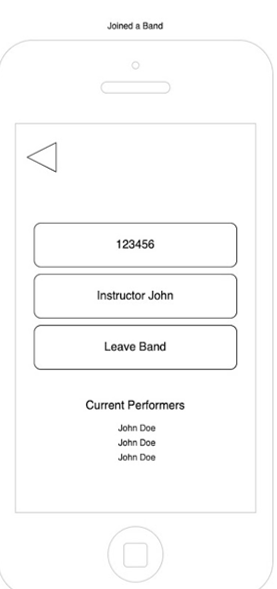 Joined a Band
123456
Instructor John
Leave Band
Current Performers
John Doe
John Doe
John Doe